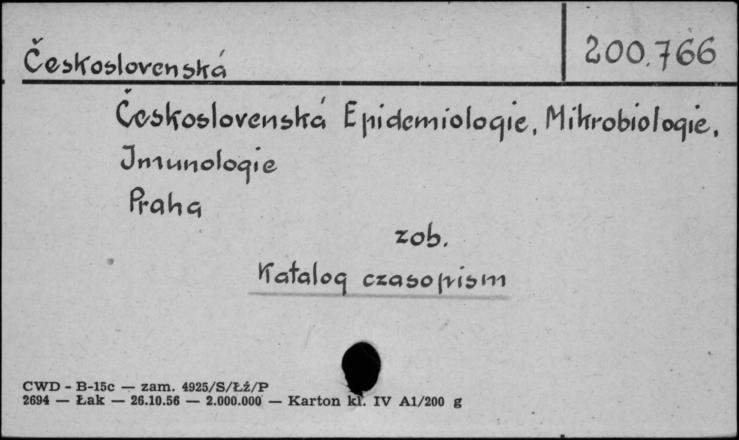 Československá
200.766
Československá Epidemiologie, Mikrobiologie,
Imunologie
Praha
zob.
Katalog czasopism
CWD - B-15c — zam. 4925/S/Łź/P
2694 — Łak — 26.10.56 — 2.000.000 — Karton kl. IV A1/200 g